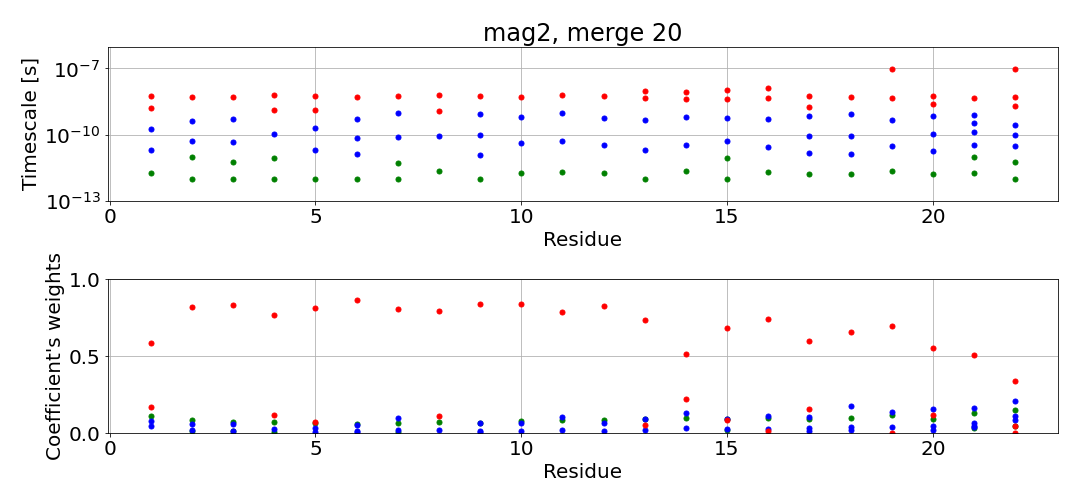 mag2, merge 20
Timescale [s]
10⁻⁷
10⁻¹⁰
10⁻¹³
0 5 10 15 20
Residue
Coefficient's weights
1.0
0.5
0.0
0 5 10 15 20
Residue